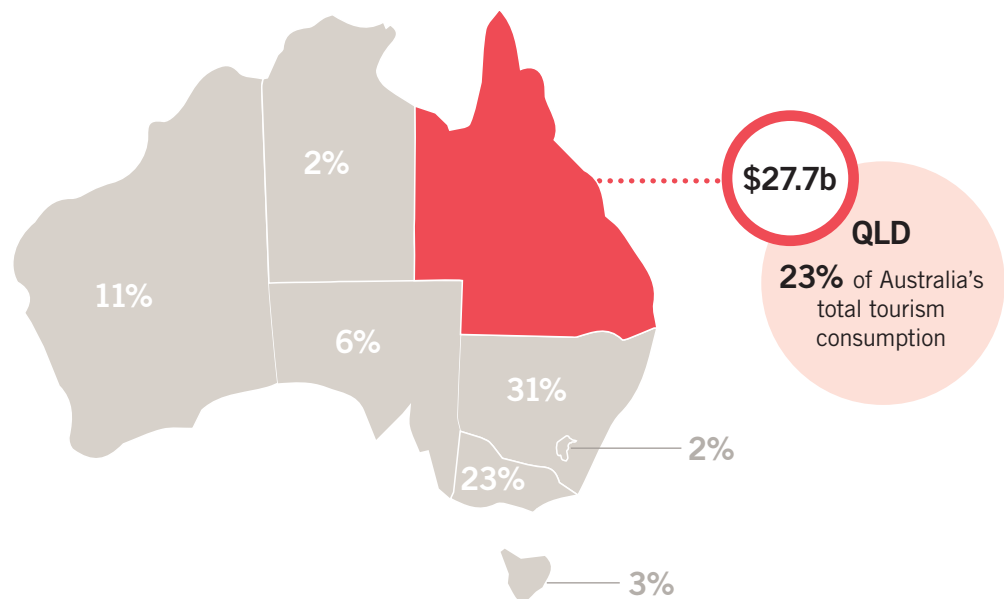 2%
$27.7b
QLD
23% of Australia's
total tourism
consumption
11%
6%
31%
2%
23%
3%